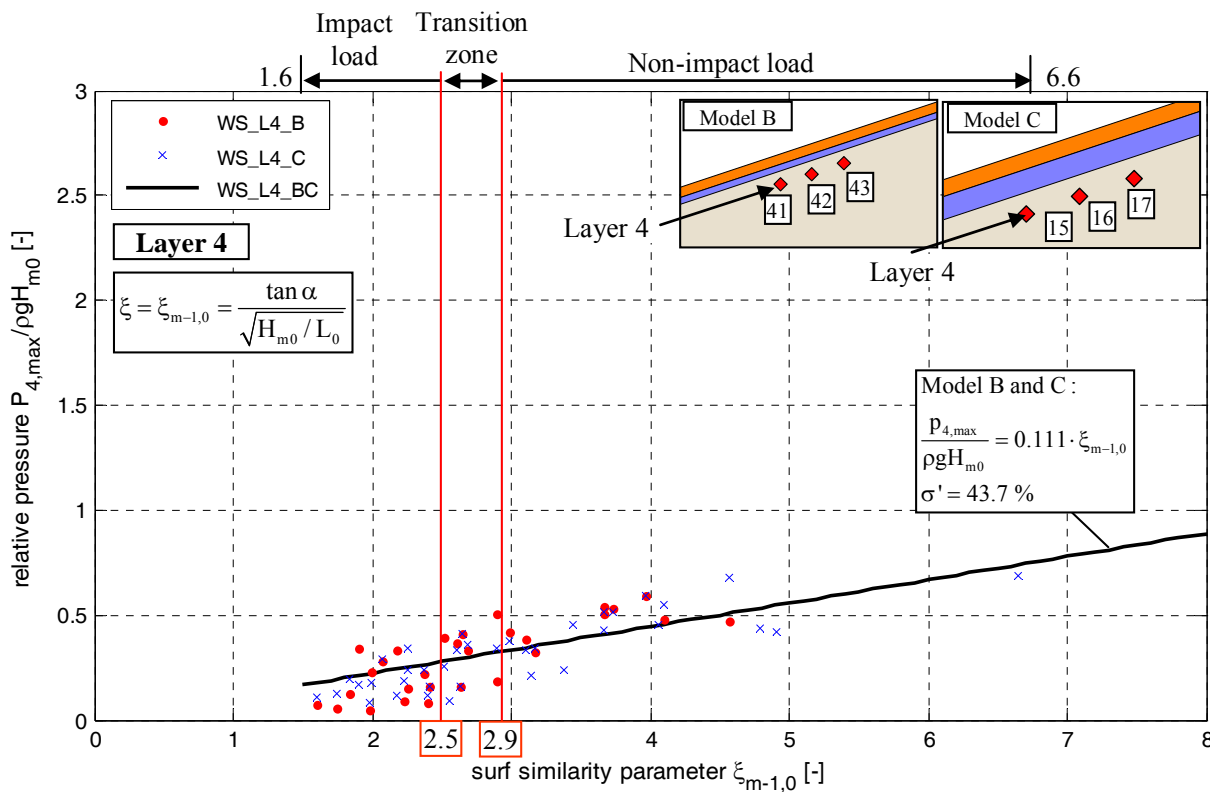 Impact load
Transition zone
1.6
Non-impact load
6.6
3
2.5
2
1.5
1
0.5
0
relative pressure P4,max/ρgHm0 [-]
WS_L4_B
WS_L4_C
WS_L4_BC
Layer 4
ξ = ξm−1,0 = tan α / √(Hm0 / L0)
Model B
41
42
43
Layer 4
Model C
15
16
17
Layer 4
Model B and C :
p4,max / ρgHm0 = 0.111 · ξm−1,0
σ' = 43.7 %
0
1
2
2.5
2.9
4
5
6
7
8
surf similarity parameter ξm-1,0 [-]